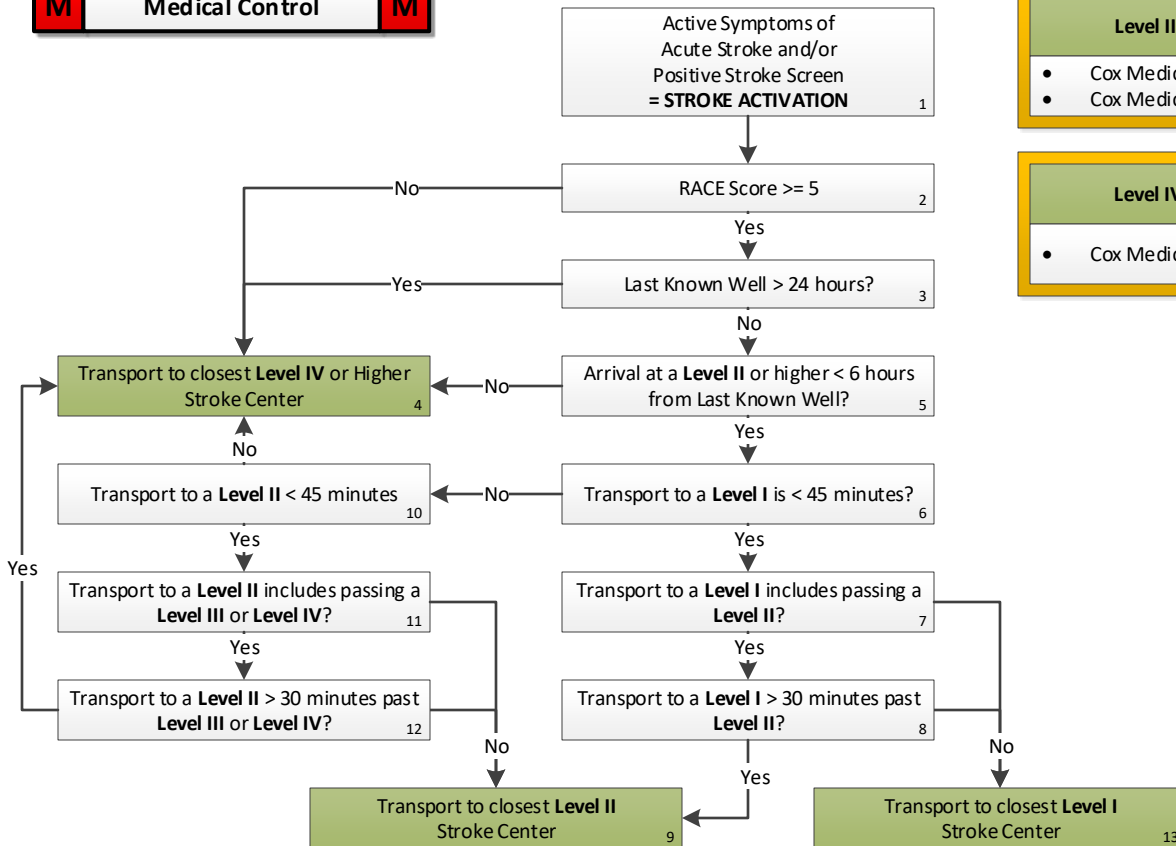 M Medical Control M
Active Symptoms of
Acute Stroke and/or
Positive Stroke Screen
= STROKE ACTIVATION
1
RACE Score >= 5
2
No
Yes
Last Known Well > 24 hours?
3
Yes
No
Transport to closest Level IV or Higher
Stroke Center
4
No
Arrival at a Level II or higher < 6 hours
from Last Known Well?
5
No
Yes
Transport to a Level II < 45 minutes
10
No
Transport to a Level I is < 45 minutes?
6
Yes
Yes
Yes
Transport to a Level II includes passing a
Level III or Level IV?
11
Transport to a Level I includes passing a
Level II?
7
Yes
Yes
Transport to a Level II > 30 minutes past
Level III or Level IV?
12
Transport to a Level I > 30 minutes past
Level II?
8
No
Yes
No
Transport to closest Level II
Stroke Center
9
Transport to closest Level I
Stroke Center
13
Level II
• Cox
• Cox
Level
• Cox